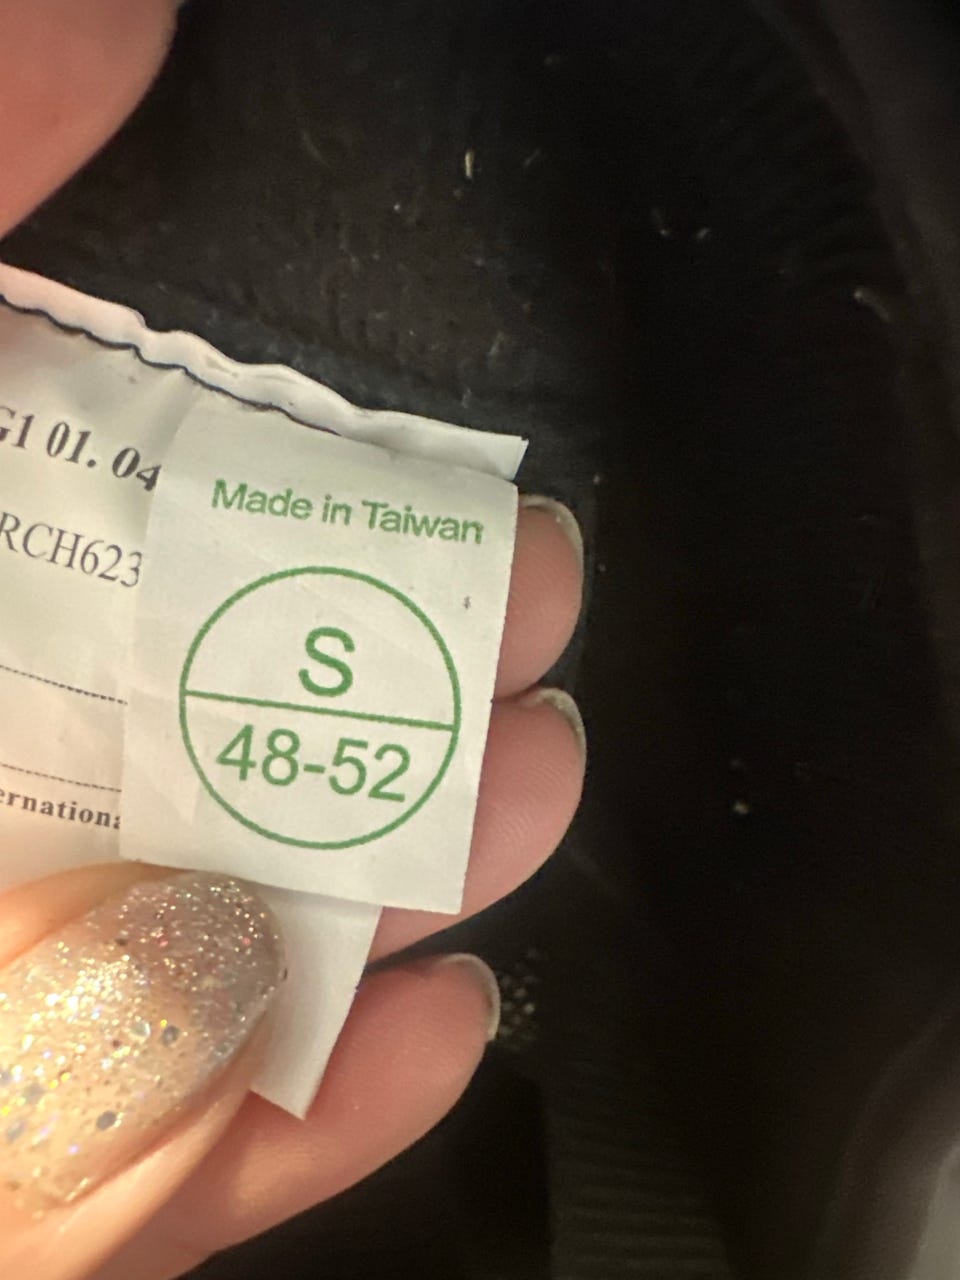 G1 01. 04
RCH623
ernationa
Made in Taiwan
S
48-52